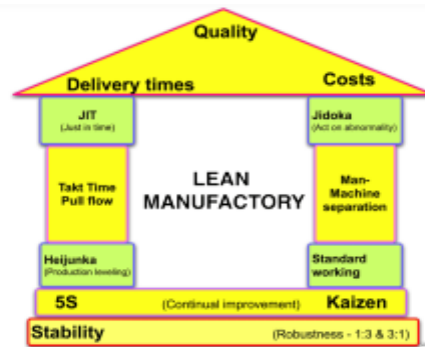 Quality
Delivery times Costs
JIT
(Just in time)
Jidoka
(Act on abnormality)
Takt Time
Pull flow
LEAN
MANUFACTORY
Man-
Machine
separation
Heijunka
(Production leveling)
Standard
working
5S (Continual improvement) Kaizen
Stability (Robustness - 1:3 & 3:1)